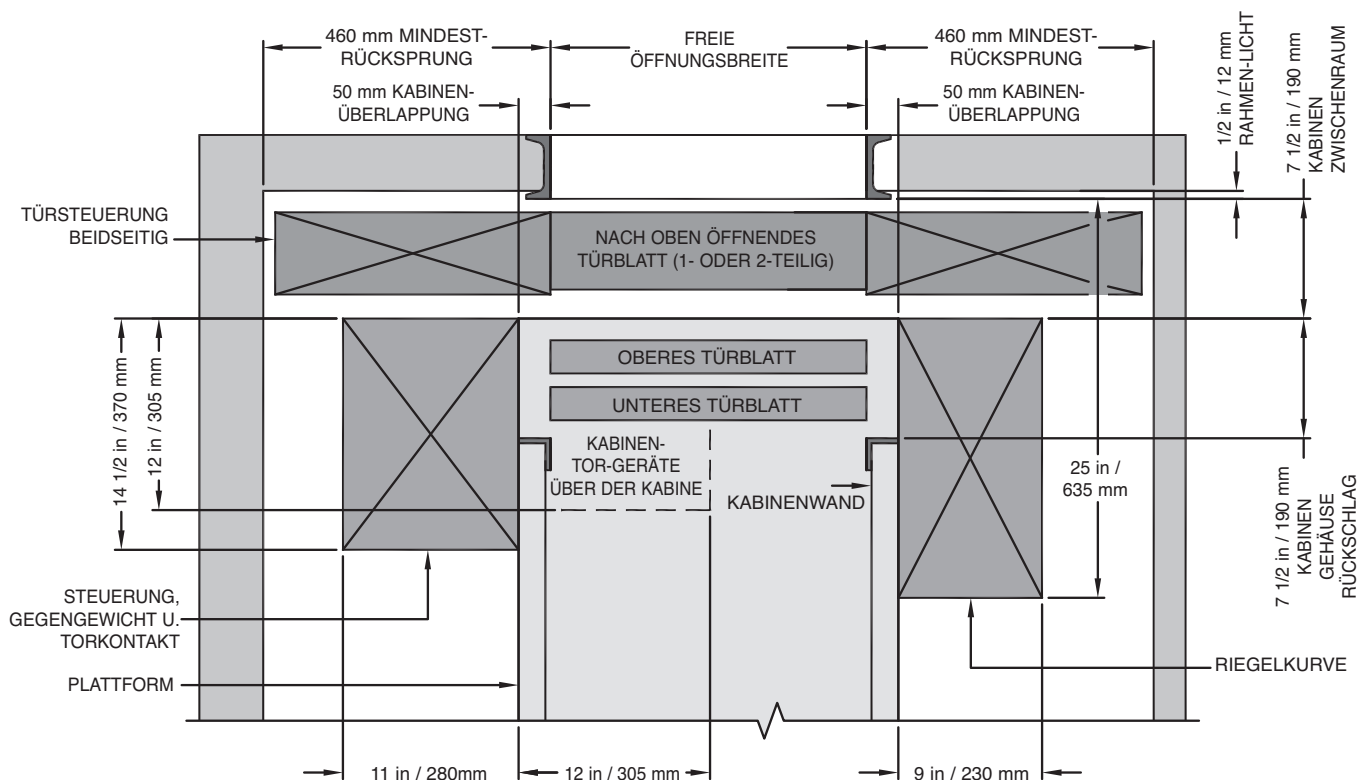 460 mm MINDEST-
RÜCKSPRUNG
FREIE
ÖFFNUNGSBREITE
460 mm MINDEST-
RÜCKSPRUNG
50 mm KABINEN-
ÜBERLAPPUNG
50 mm KABINEN-
ÜBERLAPPUNG
1/2 in / 12 mm
RAHMEN-LICHT
7 1/2 in / 190 mm
KABINEN
ZWISCHENRAUM
TÜRSTEUERUNG
BEIDSEITIG
NACH OBEN ÖFFNENDES
TÜRBLATT (1- ODER 2-TEILIG)
OBERES TÜRBLATT
UNTERES TÜRBLATT
14 1/2 in / 370 mm
12 in / 305 mm
KABINEN-
TOR-GERÄTE
ÜBER DER KABINE
KABINENWAND
25 in /
635 mm
7 1/2 in / 190 mm
KABINEN
GEHÄUSE
RÜCKSCHLAG
STEUERUNG,
GEGENGEWICHT U.
TORKONTAKT
PLATTFORM
RIEGELKURVE
11 in / 280mm
12 in / 305 mm
9 in / 230 mm